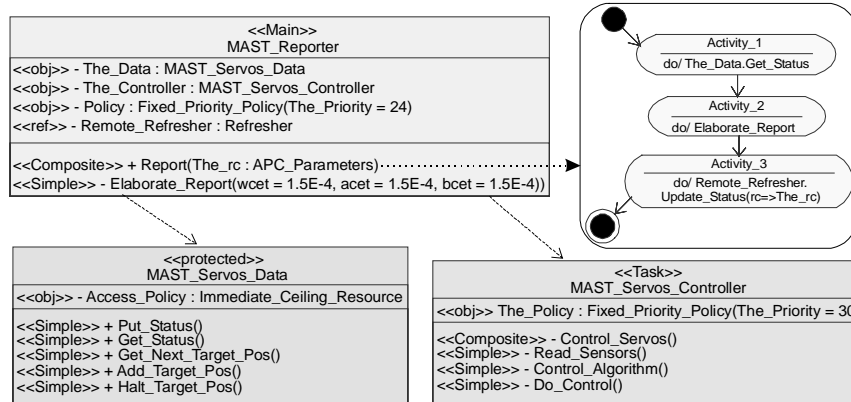 <<Main>>
MAST_Reporter
<<obj>> - The_Data : MAST_Servos_Data
<<obj>> - The_Controller : MAST_Servos_Controller
<<obj>> - Policy : Fixed_Priority_Policy(The_Priority = 24)
<<ref>> - Remote_Refresher : Refresher
<<Composite>> + Report(The_rc : APC_Parameters)
<<Simple>> - Elaborate_Report(wcet = 1.5E-4, acet = 1.5E-4, bcet = 1.5E-4))
Activity_1
do/ The_Data.Get_Status
Activity_2
do/ Elaborate_Report
Activity_3
do/ Remote_Refresher.
Update_Status(rc=>The_rc)
<<protected>>
MAST_Servos_Data
<<obj>> - Access_Policy : Immediate_Ceiling_Resource
<<Simple>> + Put_Status()
<<Simple>> + Get_Status()
<<Simple>> + Get_Next_Target_Pos()
<<Simple>> + Add_Target_Pos()
<<Simple>> + Halt_Target_Pos()
<<Task>>
MAST_Servos_Controller
<<obj>> The_Policy : Fixed_Priority_Policy(The_Priority = 30
<<Composite>> - Control_Servos()
<<Simple>> - Read_Sensors()
<<Simple>> - Control_Algorithm()
<<Simple>> - Do_Control()